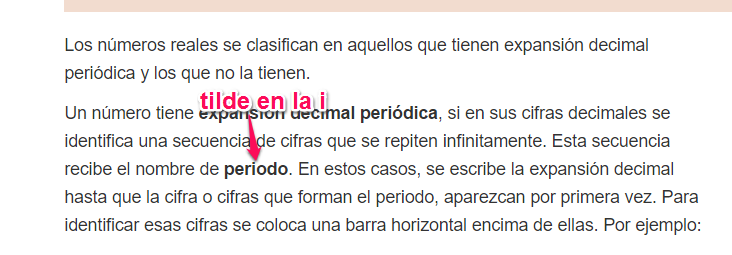 Los números reales se clasifican en aquellos que tienen expansión decimal
periódica y los que no la tienen.
tilde en la i
Un número tiene expansión decimal periódica, si en sus cifras decimales se
identifica una secuencia de cifras que se repiten infinitamente. Esta secuencia
recibe el nombre de periodo. En estos casos, se escribe la expansión decimal
hasta que la cifra o cifras que forman el periodo, aparezcan por primera vez. Para
identificar esas cifras se coloca una barra horizontal encima de ellas. Por ejemplo: